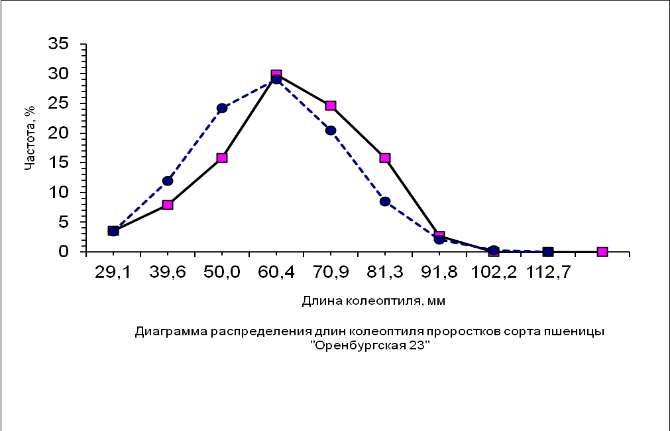 35
30
25
20
15
10
5
0
Частота, %
29,1 39,6 50,0 60,4 70,9 81,3 91,8 102,2 112,7
Длина колеоптиля, мм
Диаграмма распределения длин колеоптиля проростков сорта пшеницы
"Оренбургская 23"